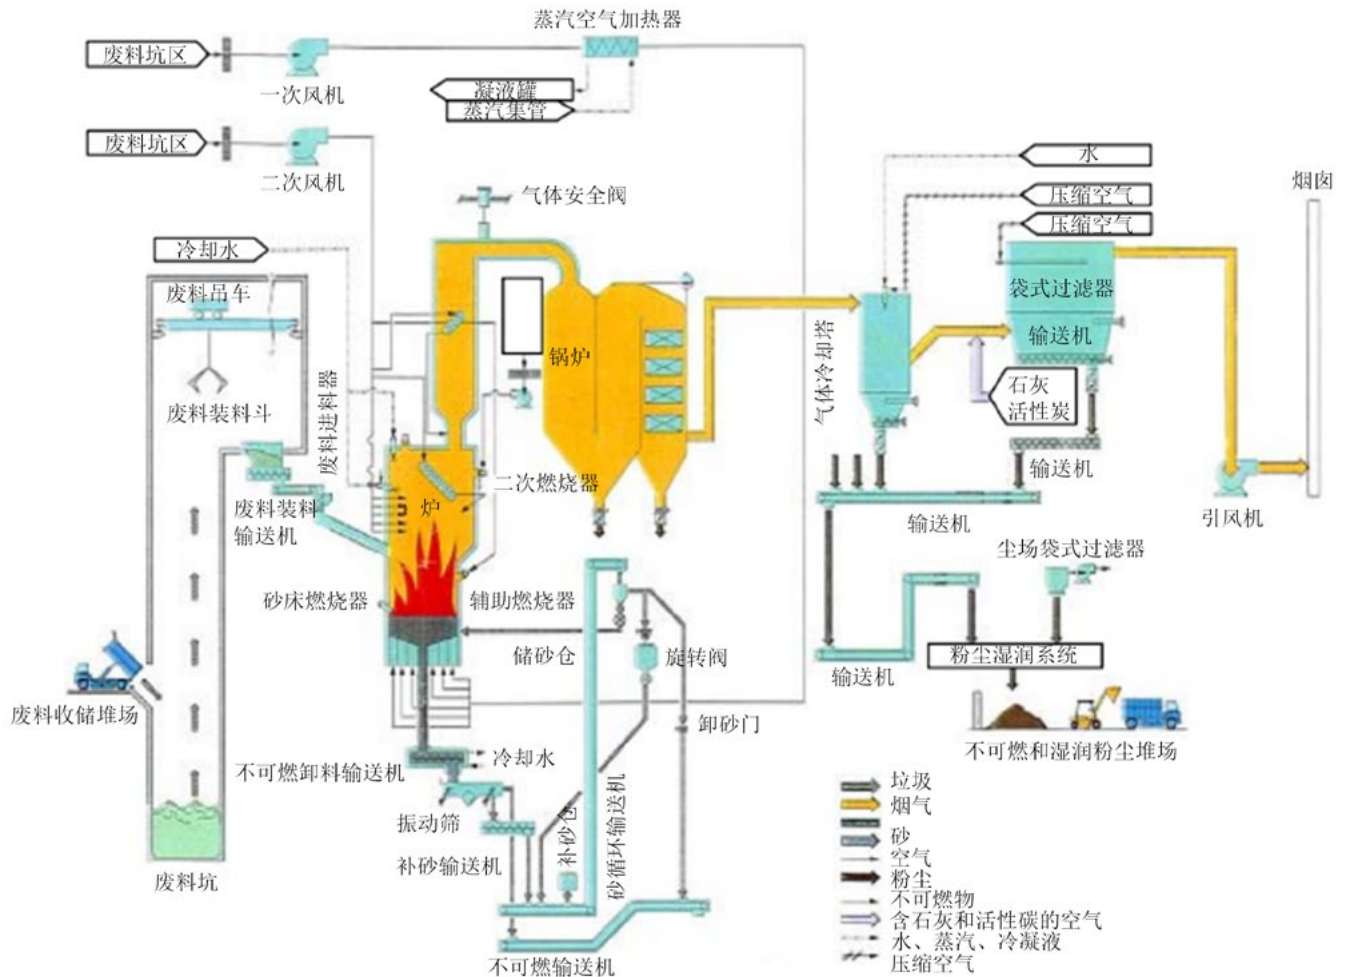 蒸汽空气加热器
废料坑区
一次风机
凝液罐
蒸汽集管
废料坑区
二次风机
水
压缩空气
压缩空气
烟囱
气体安全阀
冷却水
废料吊车
袋式过滤器
输送机
锅炉
气体冷却塔
石灰
活性炭
废料装料斗
废料进料器
输送机
二次燃烧器
炉
废料装料
输送机
输送机
引风机
尘场袋式过滤器
砂床燃烧器
辅助燃烧器
储砂仓
旋转阀
粉尘湿润系统
输送机
废料收储堆场
卸砂门
不可燃和湿润粉尘堆场
冷却水
不可燃卸料输送机
振动筛
补砂仓
砂循环输送机
补砂输送机
废料坑
不可燃输送机
垃圾
烟气
砂
空气
粉尘
不可燃物
含石灰和活性碳的空气
水、蒸汽、冷凝液
压缩空气